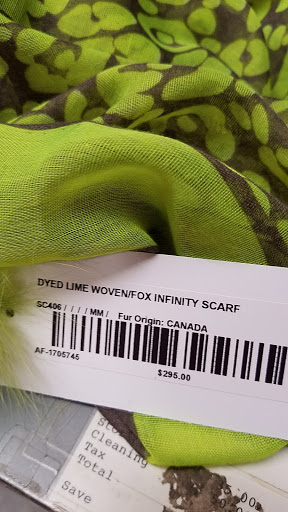 DYED LIME WOVEN/FOX INFINITY SCARF
SC406 / / / / MM / Fur Origin: CANADA
AF-1705745
$295.00
Cleaning
Tax
Total
Save